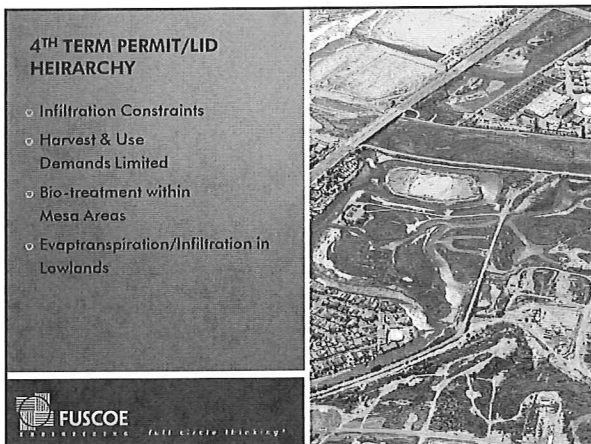 4TH TERM PERMIT/LID
HEIRARCHY
Infiltration Constraints
Harvest & Use
Demands Limited
Bio-treatment within
Mesa Areas
Evaptranspiration/Infiltration in
Lowlands
FUSCOE
ENGINEERING full circle thinking®